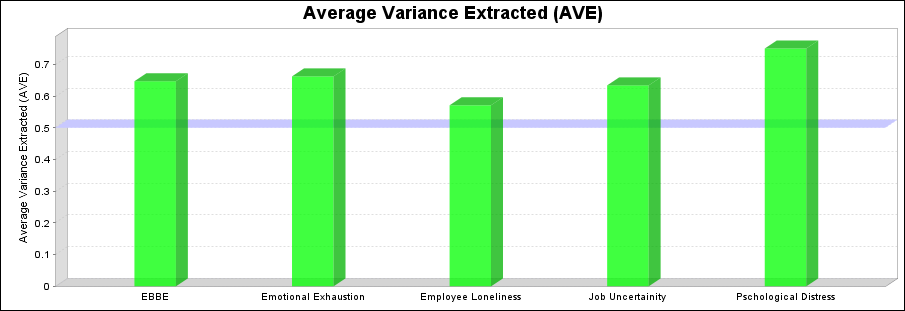 Average Variance Extracted (AVE)
Average Variance Extracted (AVE)
0.7
0.6
0.5
0.4
0.3
0.2
0.1
0
EBBE
Emotional Exhaustion
Employee Loneliness
Job Uncertainity
Pschological Distress